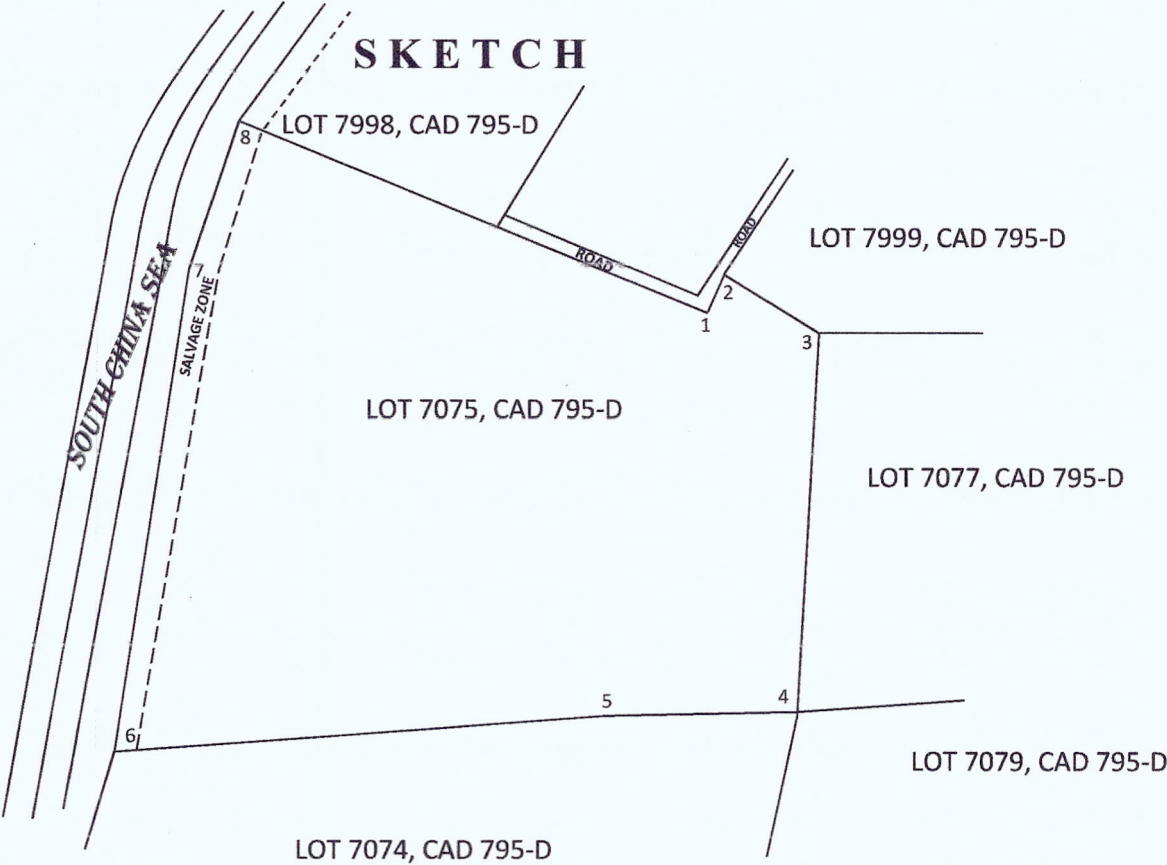 SKETCH
LOT 7998, CAD 795-D
8
ROAD
LOT 7999, CAD 795-D
ROAD
2
1
3
7
SOUTH CHINA SEA
SALVAGE ZONE
LOT 7075, CAD 795-D
LOT 7077, CAD 795-D
5
4
6
LOT 7079, CAD 795-D
LOT 7074, CAD 795-D